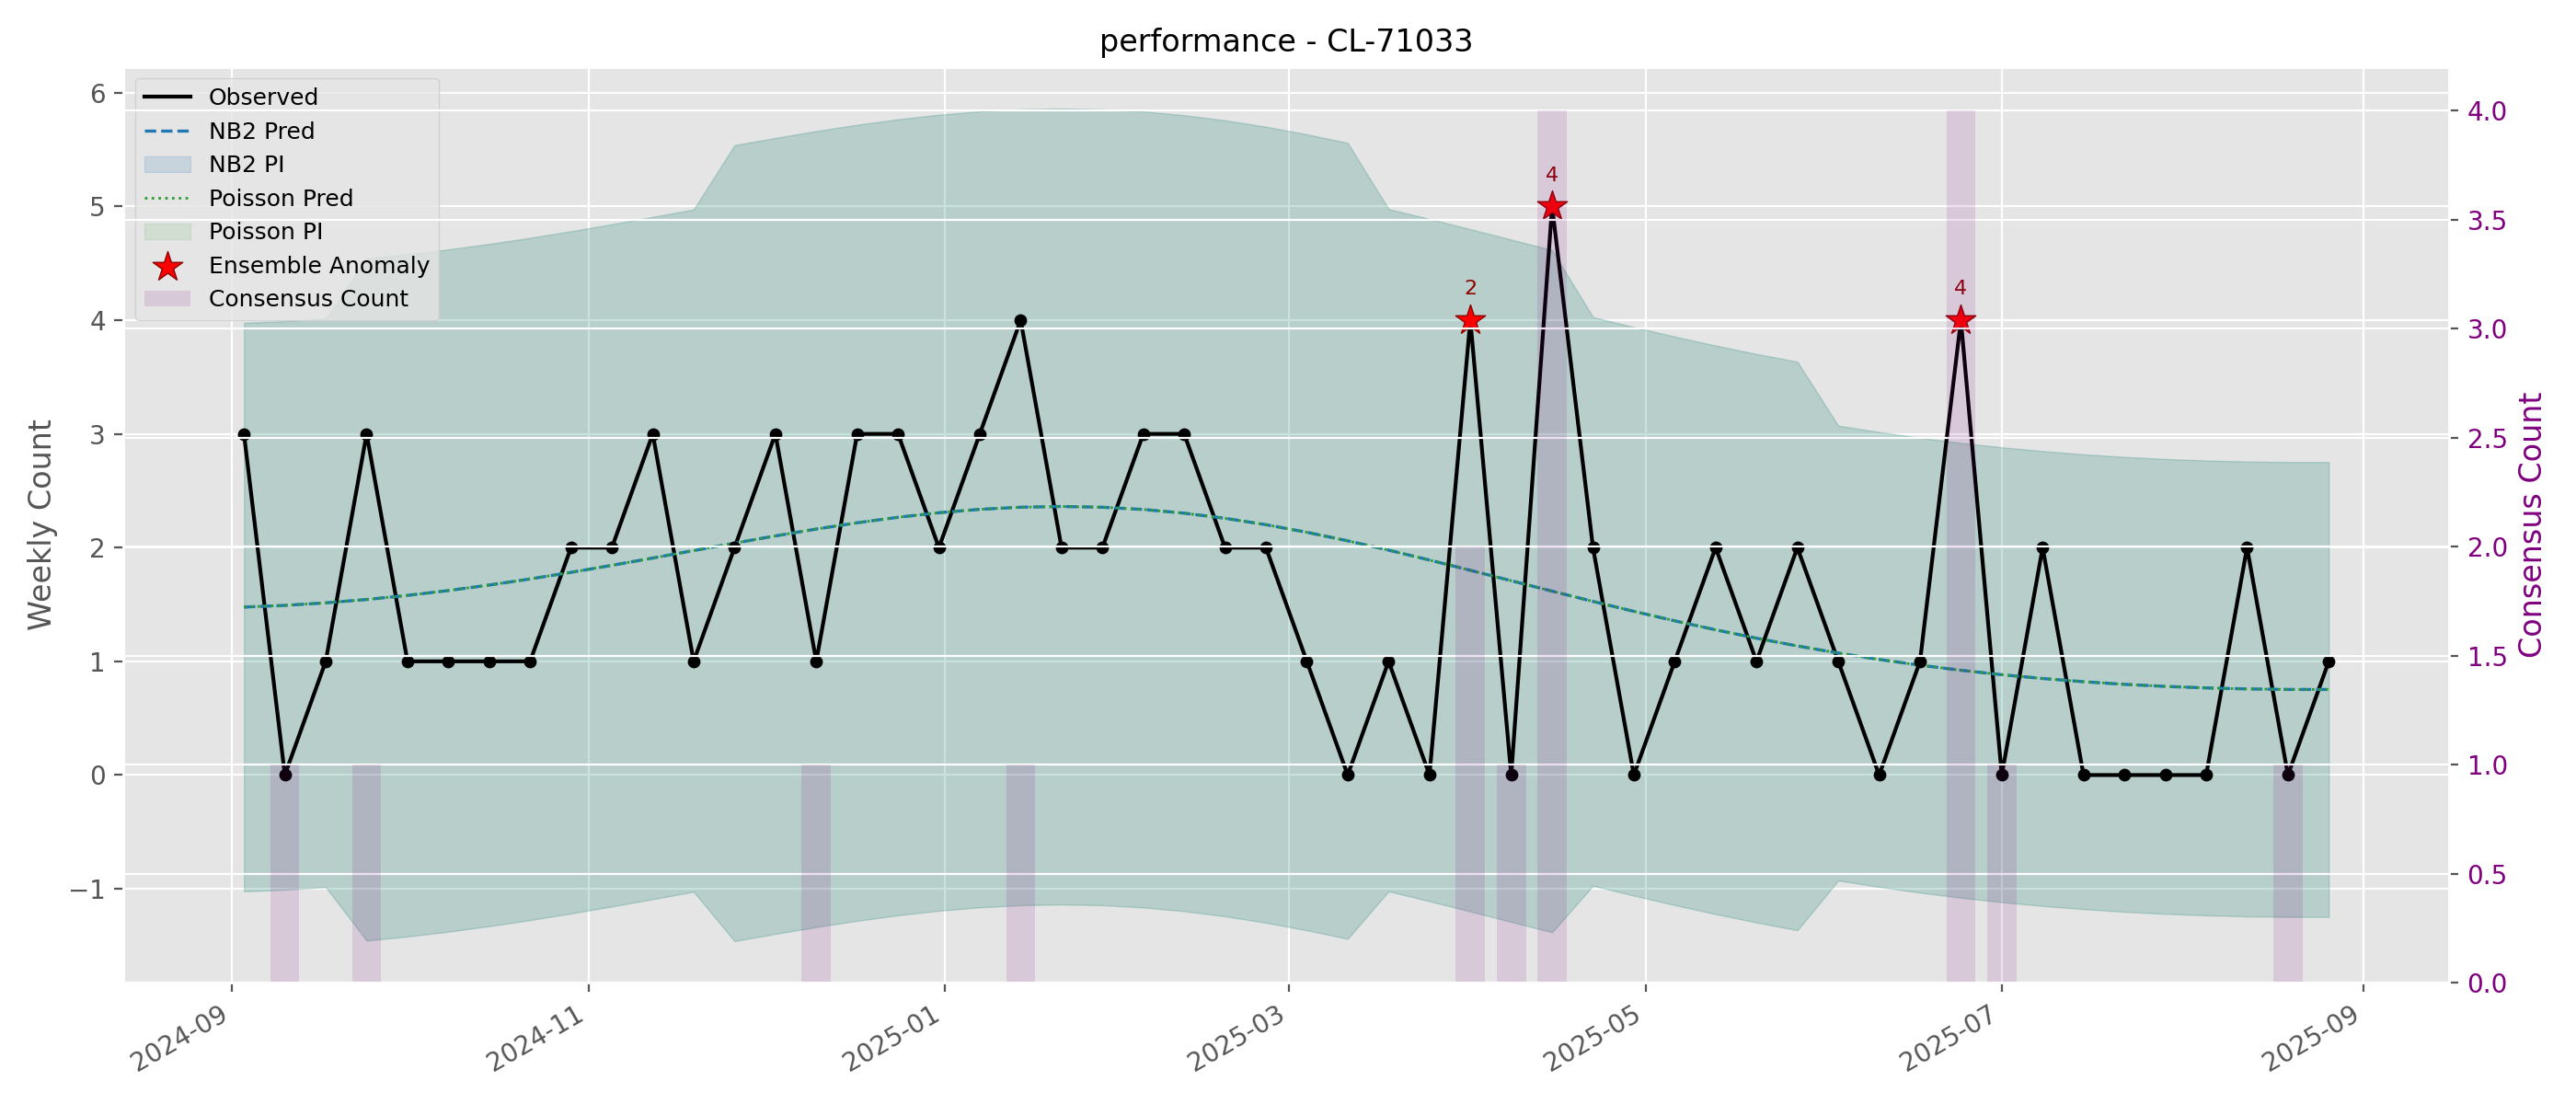 performance - CL-71033
Observed
NB2 Pred
NB2 PI
Poisson Pred
Poisson PI
Ensemble Anomaly
Consensus Count
Weekly Count
6
5
4
3
2
1
0
−1
2
4
4
4.0
3.5
3.0
2.5
2.0
1.5
1.0
0.5
0.0
Consensus Count
2024-09
2024-11
2025-01
2025-03
2025-05
2025-07
2025-09